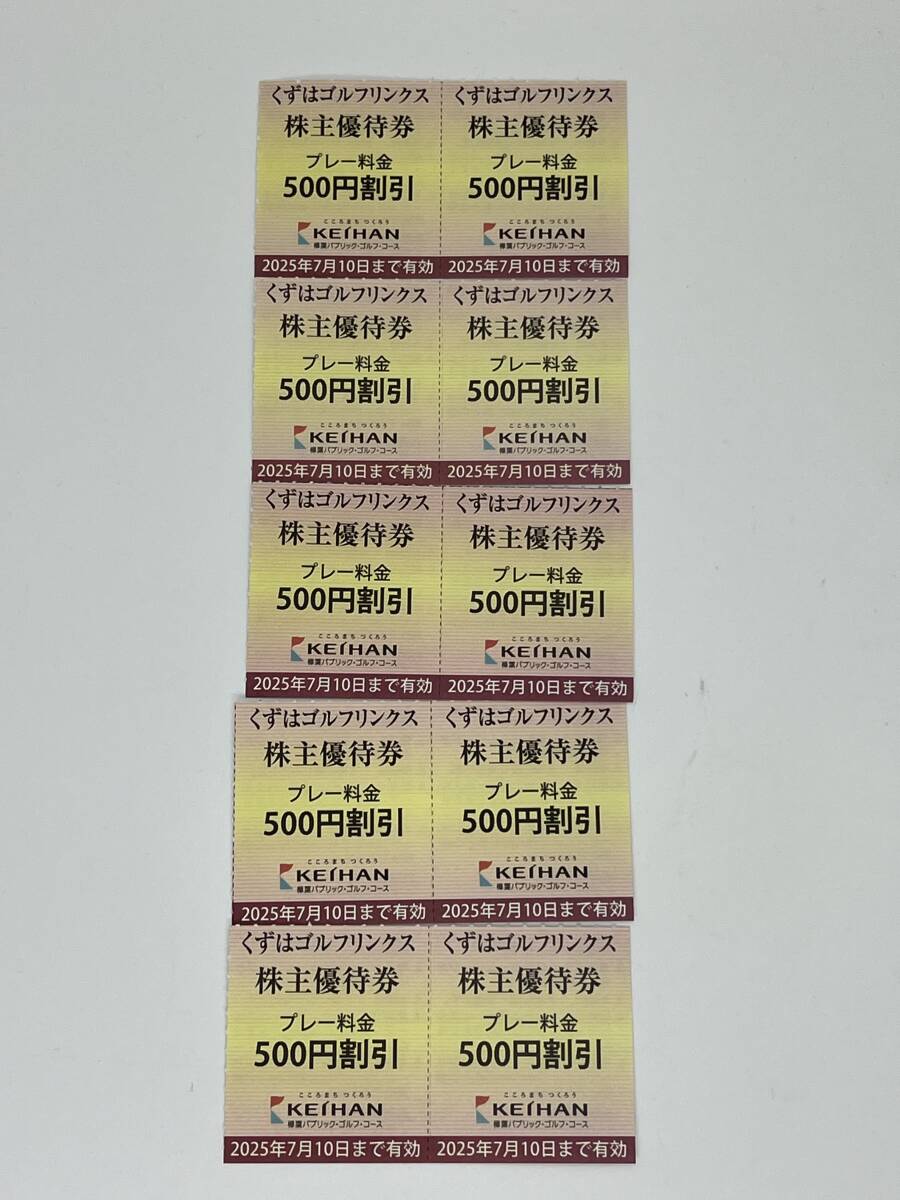 くずはゴルフリンクス
株主優待券
プレー料金
500円割引
こころまち つくろう
KEIHAN
樟葉パブリック・ゴルフ・コース
2025年7月10日まで有効
くずはゴルフリンクス
株主優待券
プレー料金
500円割引
こころまち つくろう
KEIHAN
樟葉パブリック・ゴルフ・コース
2025年7月10日まで有効
くずはゴルフリンクス
株主優待券
プレー料金
500円割引
こころまち つくろう
KEIHAN
樟葉パブリック・ゴルフ・コース
2025年7月10日まで有効
くずはゴルフリンクス
株主優待券
プレー料金
500円割引
こころまち つくろう
KEIHAN
樟葉パブリック・ゴルフ・コース
2025年7月10日まで有効
くずはゴルフリンクス
株主優待券
プレー料金
500円割引
こころまち つくろう
KEIHAN
樟葉パブリック・ゴルフ・コース
2025年7月10日まで有効
くずはゴルフリンクス
株主優待券
プレー料金
500円割引
こころまち つくろう
KEIHAN
樟葉パブリック・ゴルフ・コース
2025年7月10日まで有効
くずはゴルフリンクス
株主優待券
プレー料金
500円割引
こころまち つくろう
KEIHAN
樟葉パブリック・ゴルフ・コース
2025年7月10日まで有効
くずはゴルフリンクス
株主優待券
プレー料金
500円割引
こころまち つくろう
KEIHAN
樟葉パブリック・ゴルフ・コース
2025年7月10日まで有効
くずはゴルフリンクス
株主優待券
プレー料金
500円割引
こころまち つくろう
KEIHAN
樟葉パブリック・ゴルフ・コース
2025年7月10日まで有効
くずはゴルフリンクス
株主優待券
プレー料金
500円割引
こころまち つくろう
KEIHAN
樟葉パブリック・ゴルフ・コース
2025年7月10日まで有効